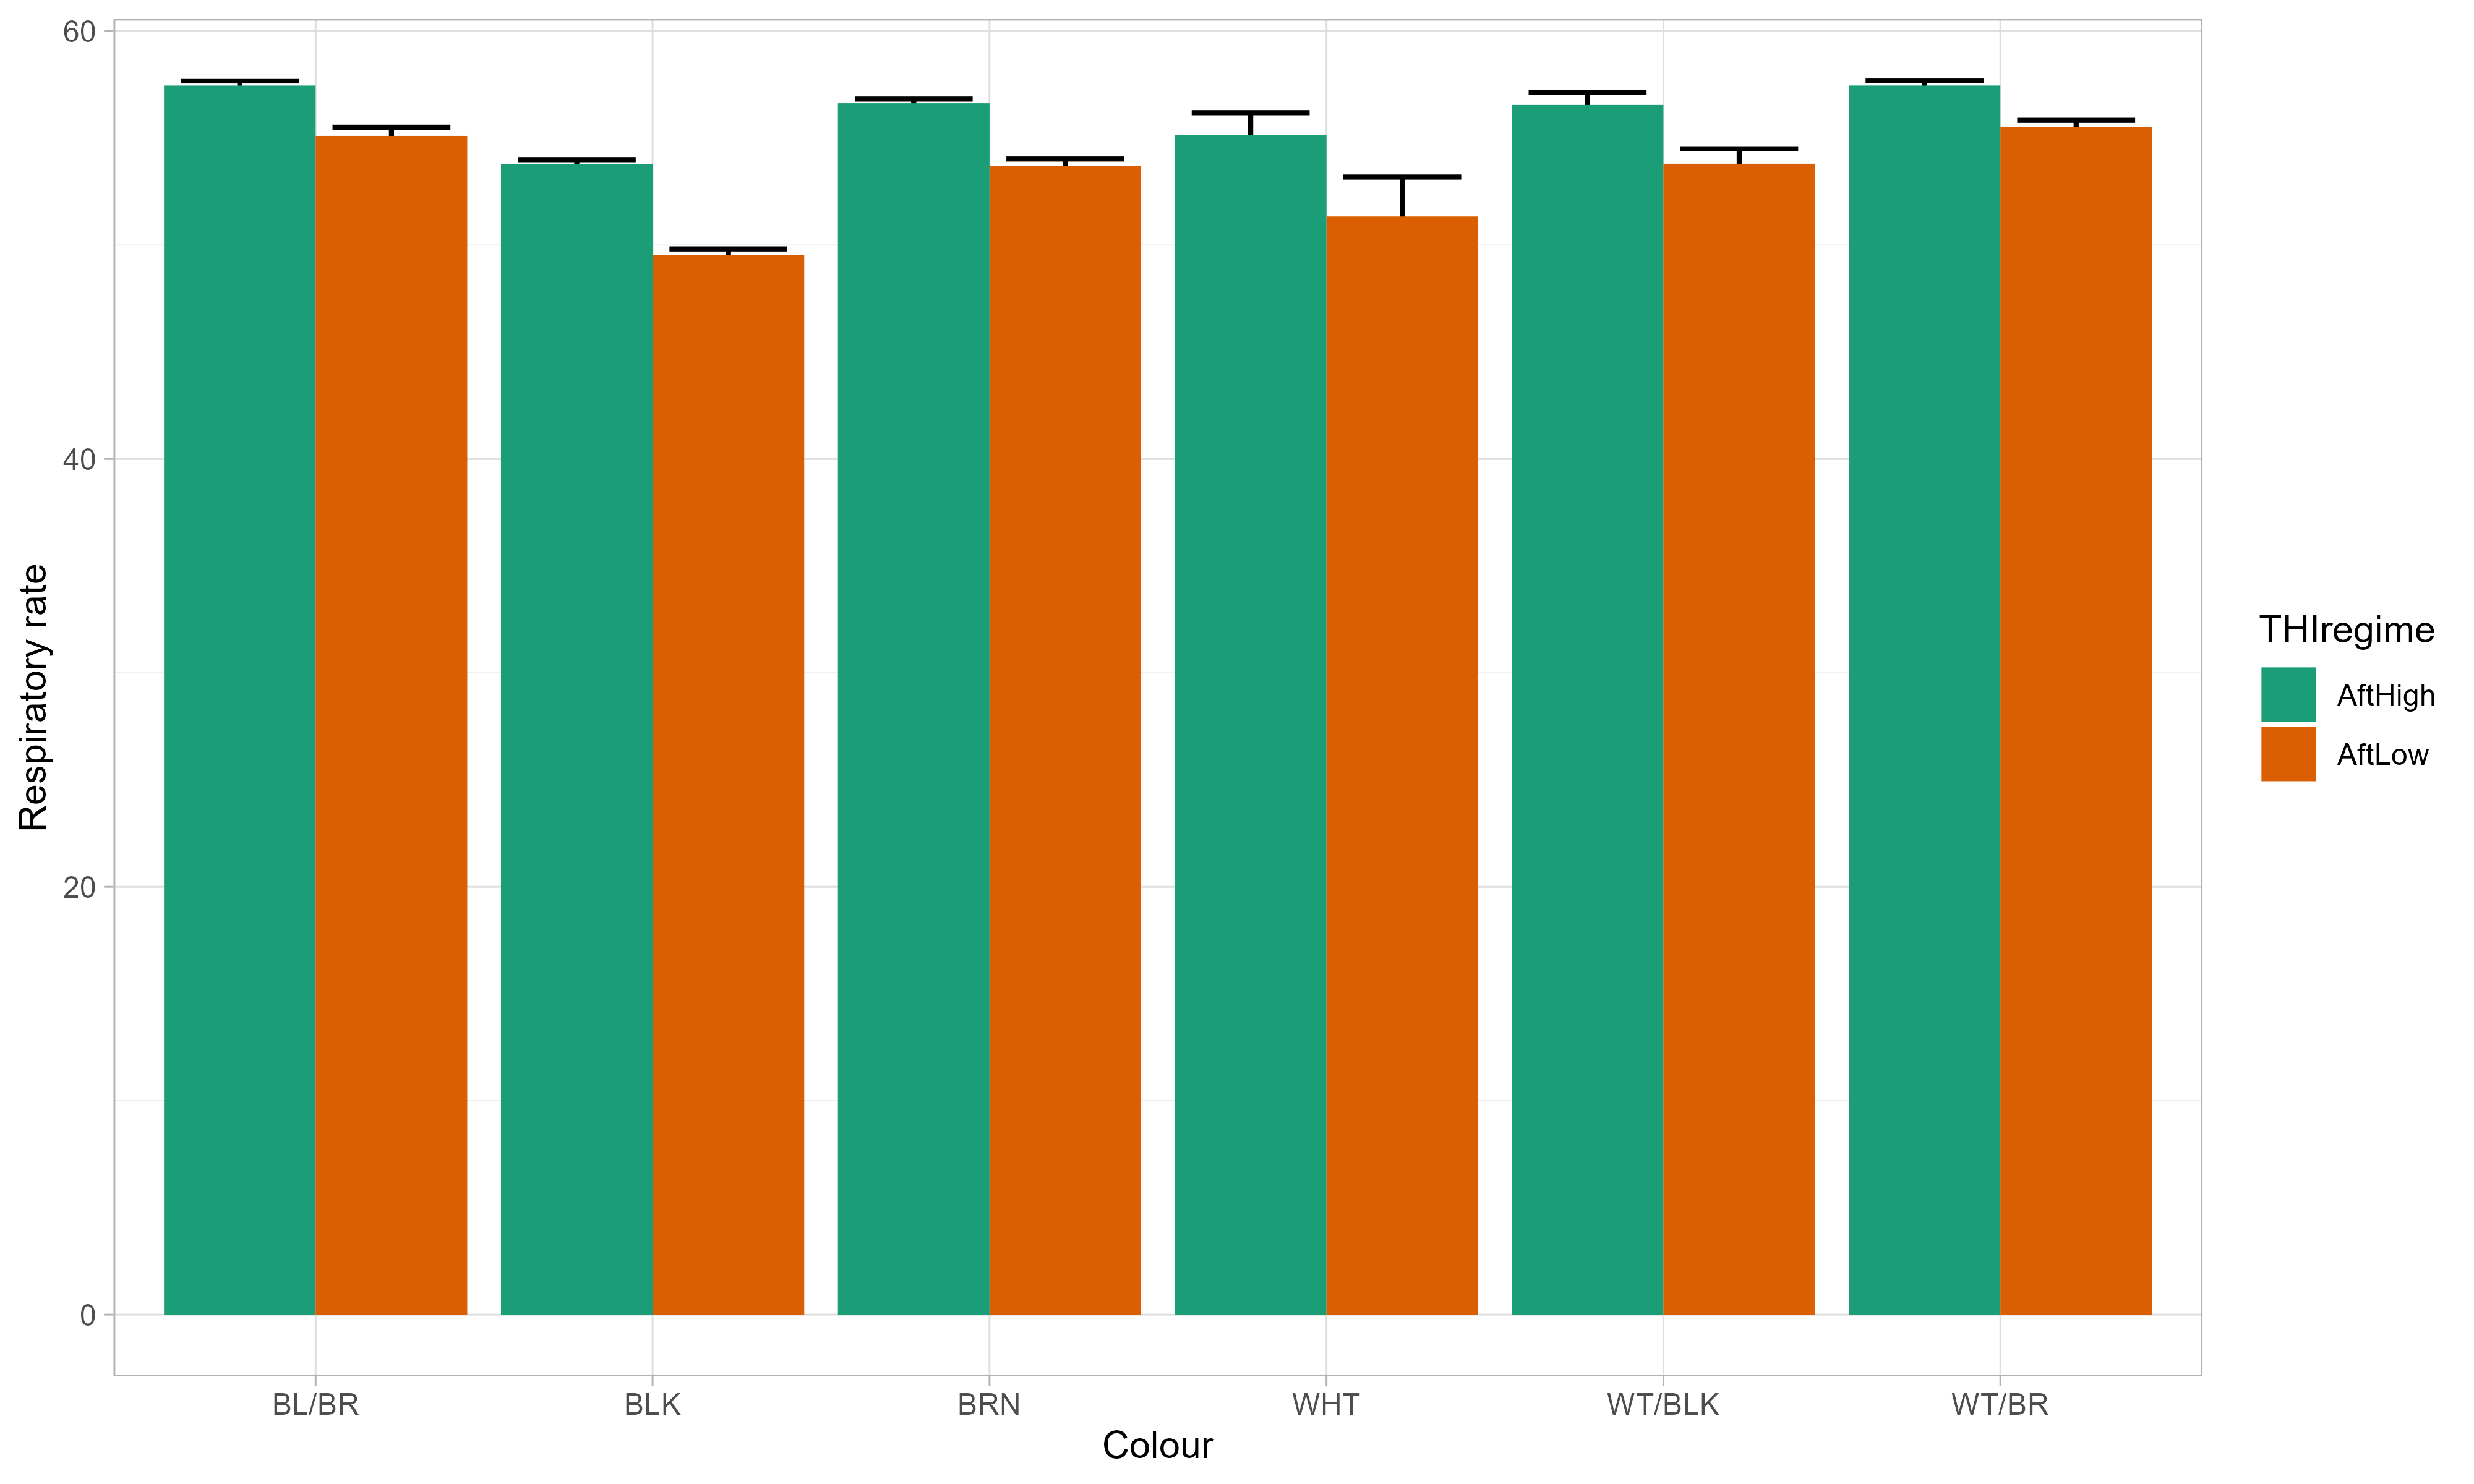 60
40
20
0
Respiratory rate
BL/BR
BLK
BRN
WHT
WT/BLK
WT/BR
Colour
THIregime
AftHigh
AftLow